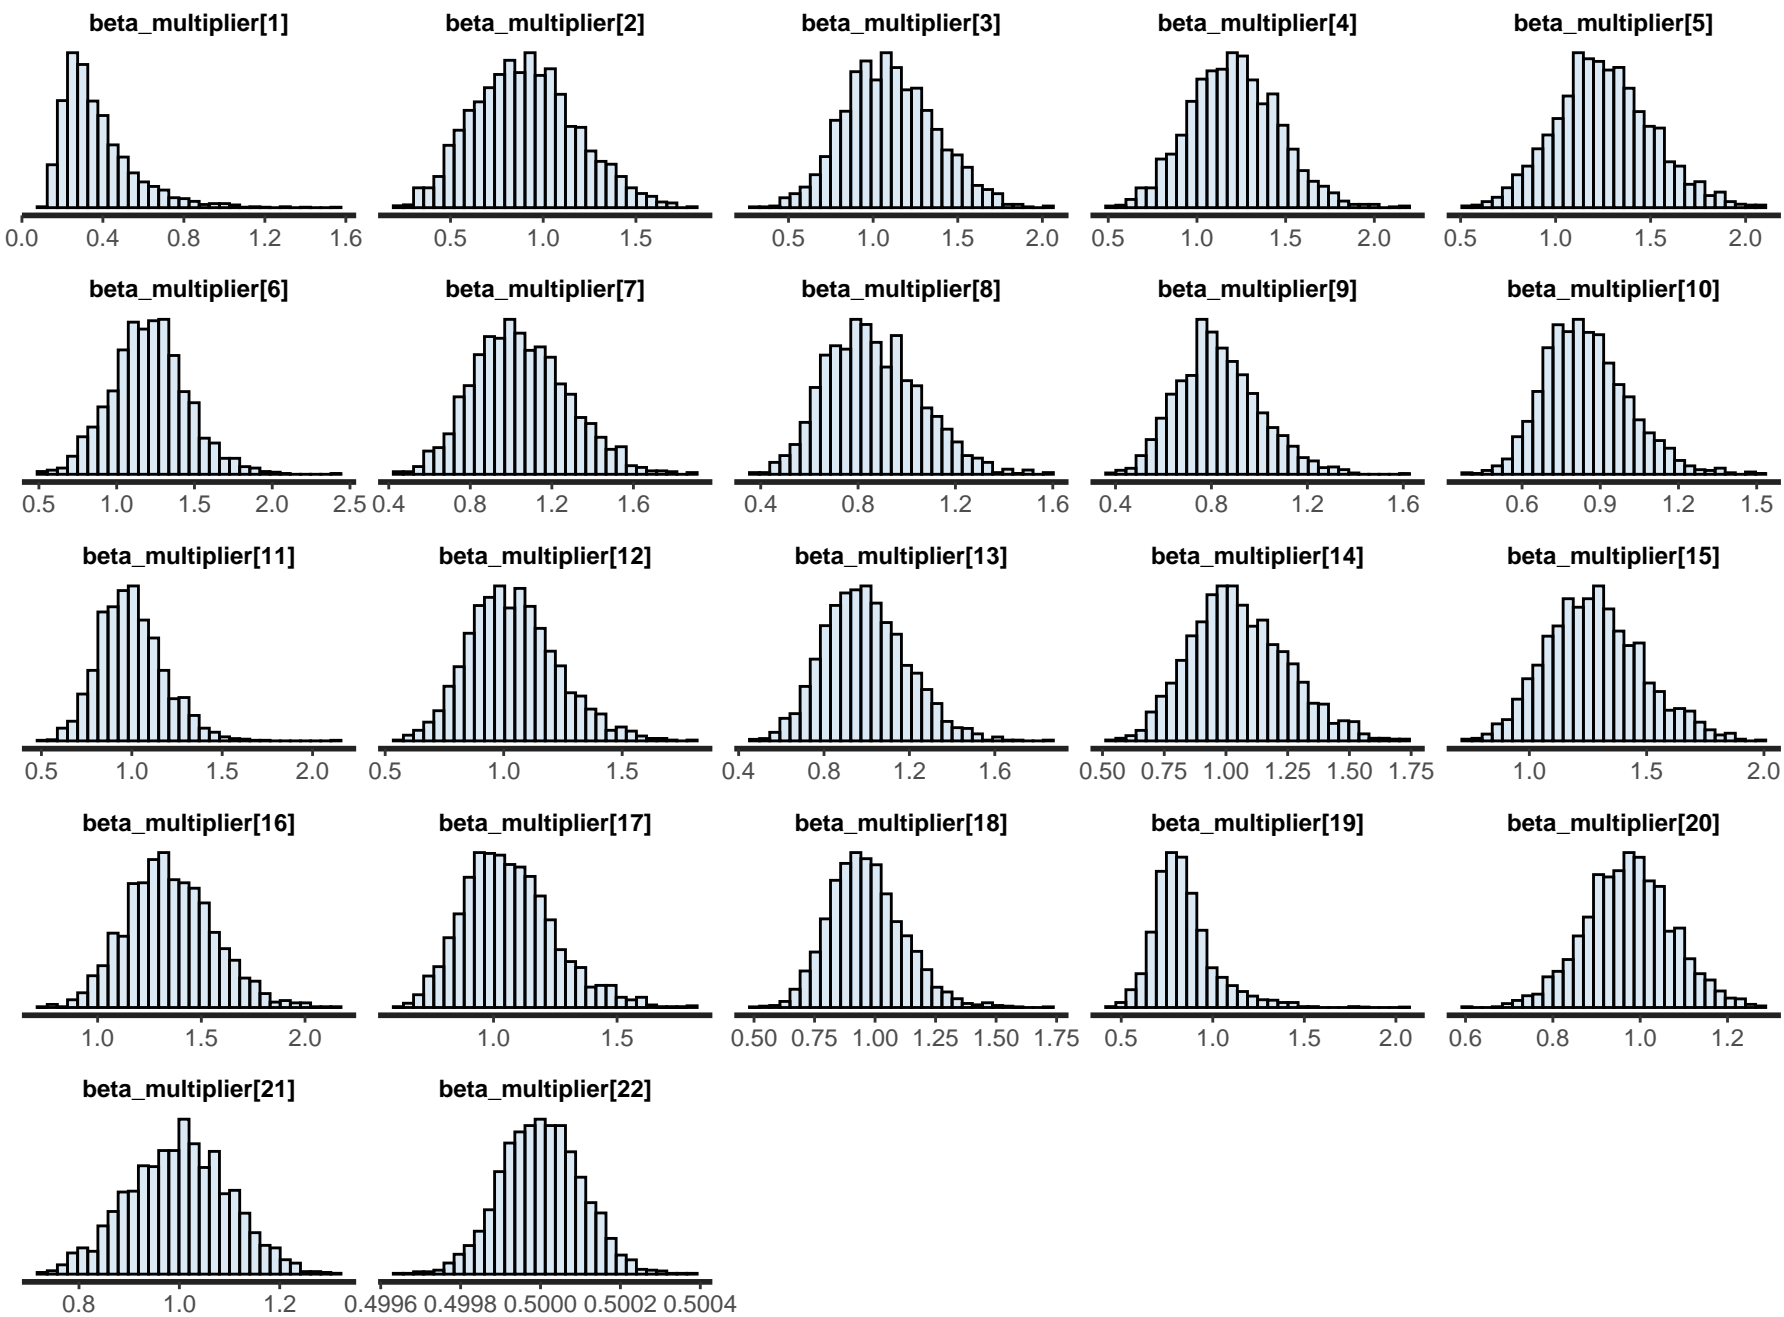 beta_multiplier[1] beta_multiplier[2] beta_multiplier[3] beta_multiplier[4] beta_multiplier[5]
0.0 0.4 0.8 1.2 1.6 0.5 1.0 1.5 0.5 1.0 1.5 2.0 0.5 1.0 1.5 2.0 0.5 1.0 1.5 2.0
beta_multiplier[6] beta_multiplier[7] beta_multiplier[8] beta_multiplier[9] beta_multiplier[10]
0.5 1.0 1.5 2.0 2.5 0.4 0.8 1.2 1.6 0.4 0.8 1.2 1.6 0.4 0.8 1.2 1.6 0.6 0.9 1.2 1.5
beta_multiplier[11] beta_multiplier[12] beta_multiplier[13] beta_multiplier[14] beta_multiplier[15]
0.5 1.0 1.5 2.0 0.5 1.0 1.5 0.4 0.8 1.2 1.6 0.50 0.75 1.00 1.25 1.50 1.75 1.0 1.5 2.0
beta_multiplier[16] beta_multiplier[17] beta_multiplier[18] beta_multiplier[19] beta_multiplier[20]
1.0 1.5 2.0 1.0 1.5 0.50 0.75 1.00 1.25 1.50 1.75 0.5 1.0 1.5 2.0 0.6 0.8 1.0 1.2
beta_multiplier[21] beta_multiplier[22]
0.8 1.0 1.2 0.4996 0.4998 0.5000 0.5002 0.5004